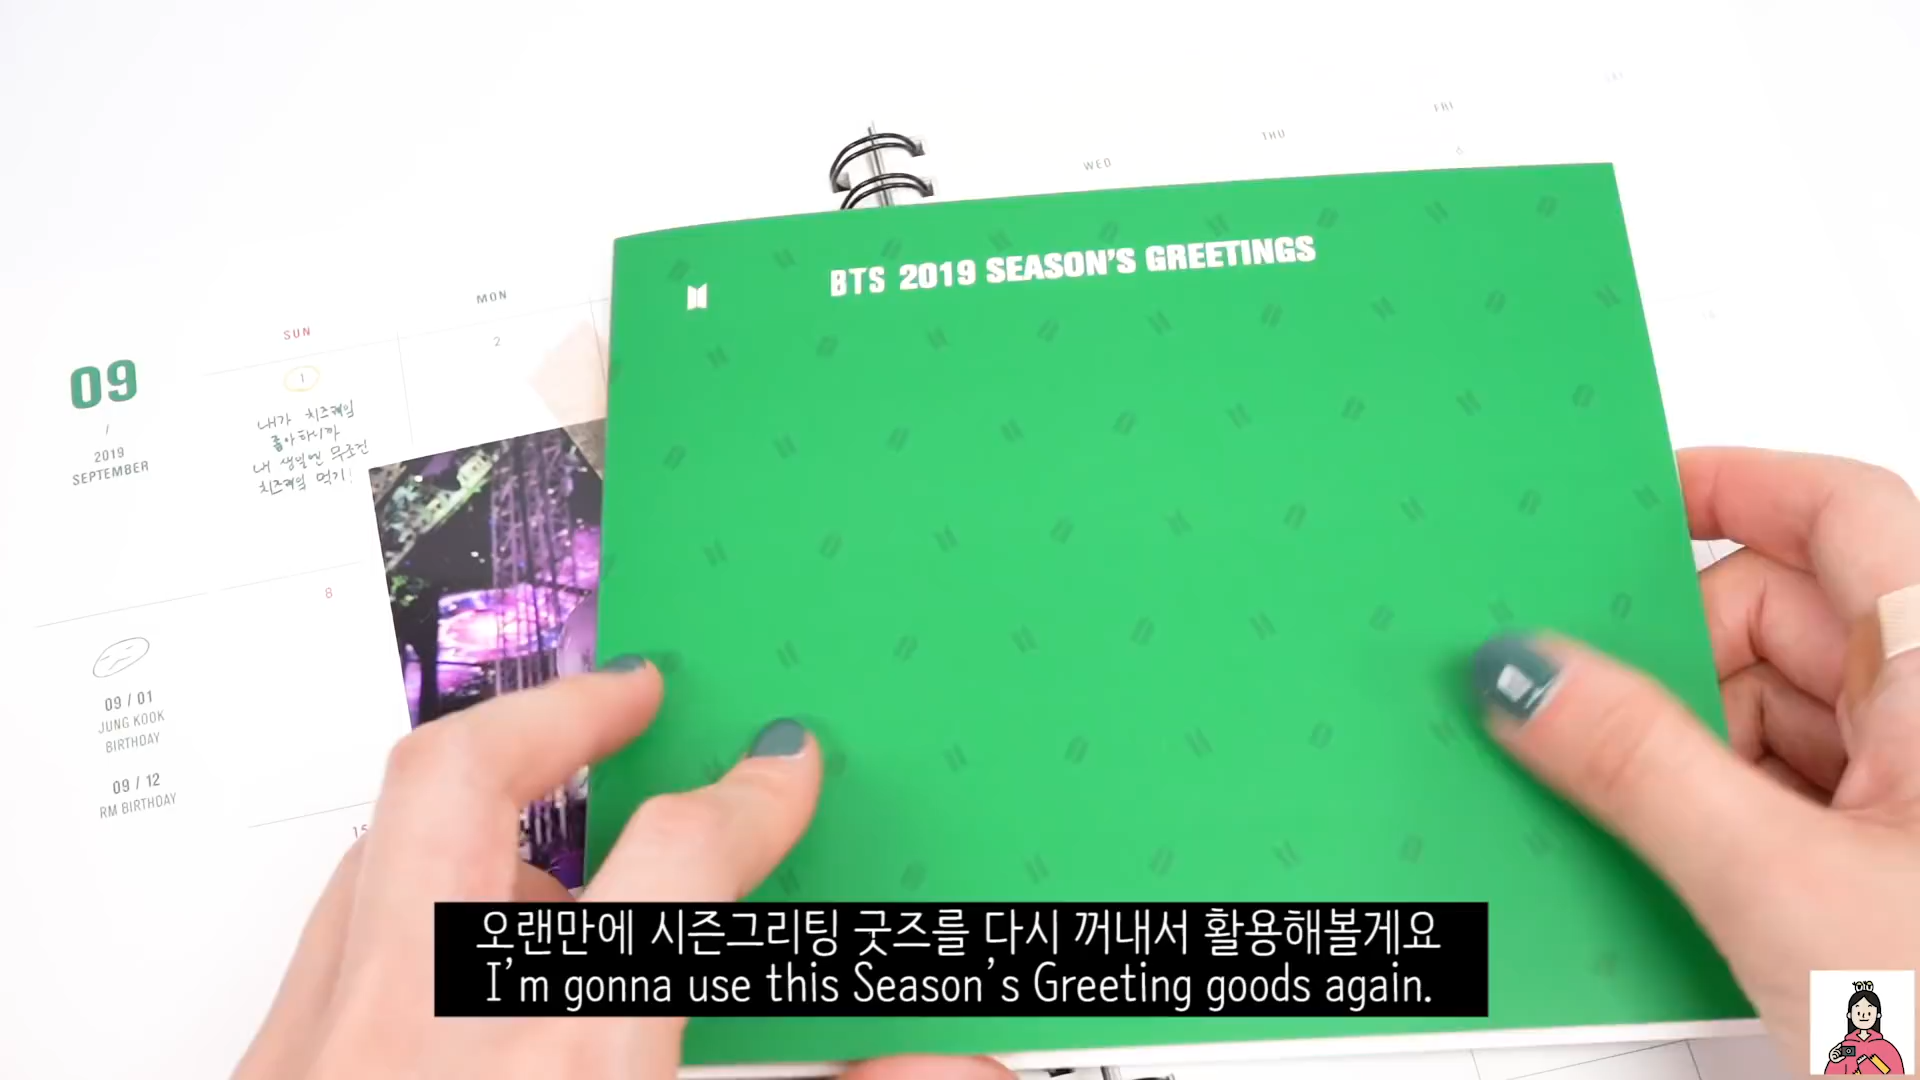 SAT
FRI
THU
WED
BTS 2019 SEASON'S GREETINGS
MON
SUN
2
1
09
/
2019
SEPTEMBER
내가 치즈케잌
좋아하니까
내 생일엔 무조건
치즈케잌 먹기!
8
09 / 01
JUNG KOOK
BIRTHDAY
09 / 12
RM BIRTHDAY
15
오랜만에 시즌그리팅 굿즈를 다시 꺼내서 활용해볼게요
I'm gonna use this Season's Greeting goods again.